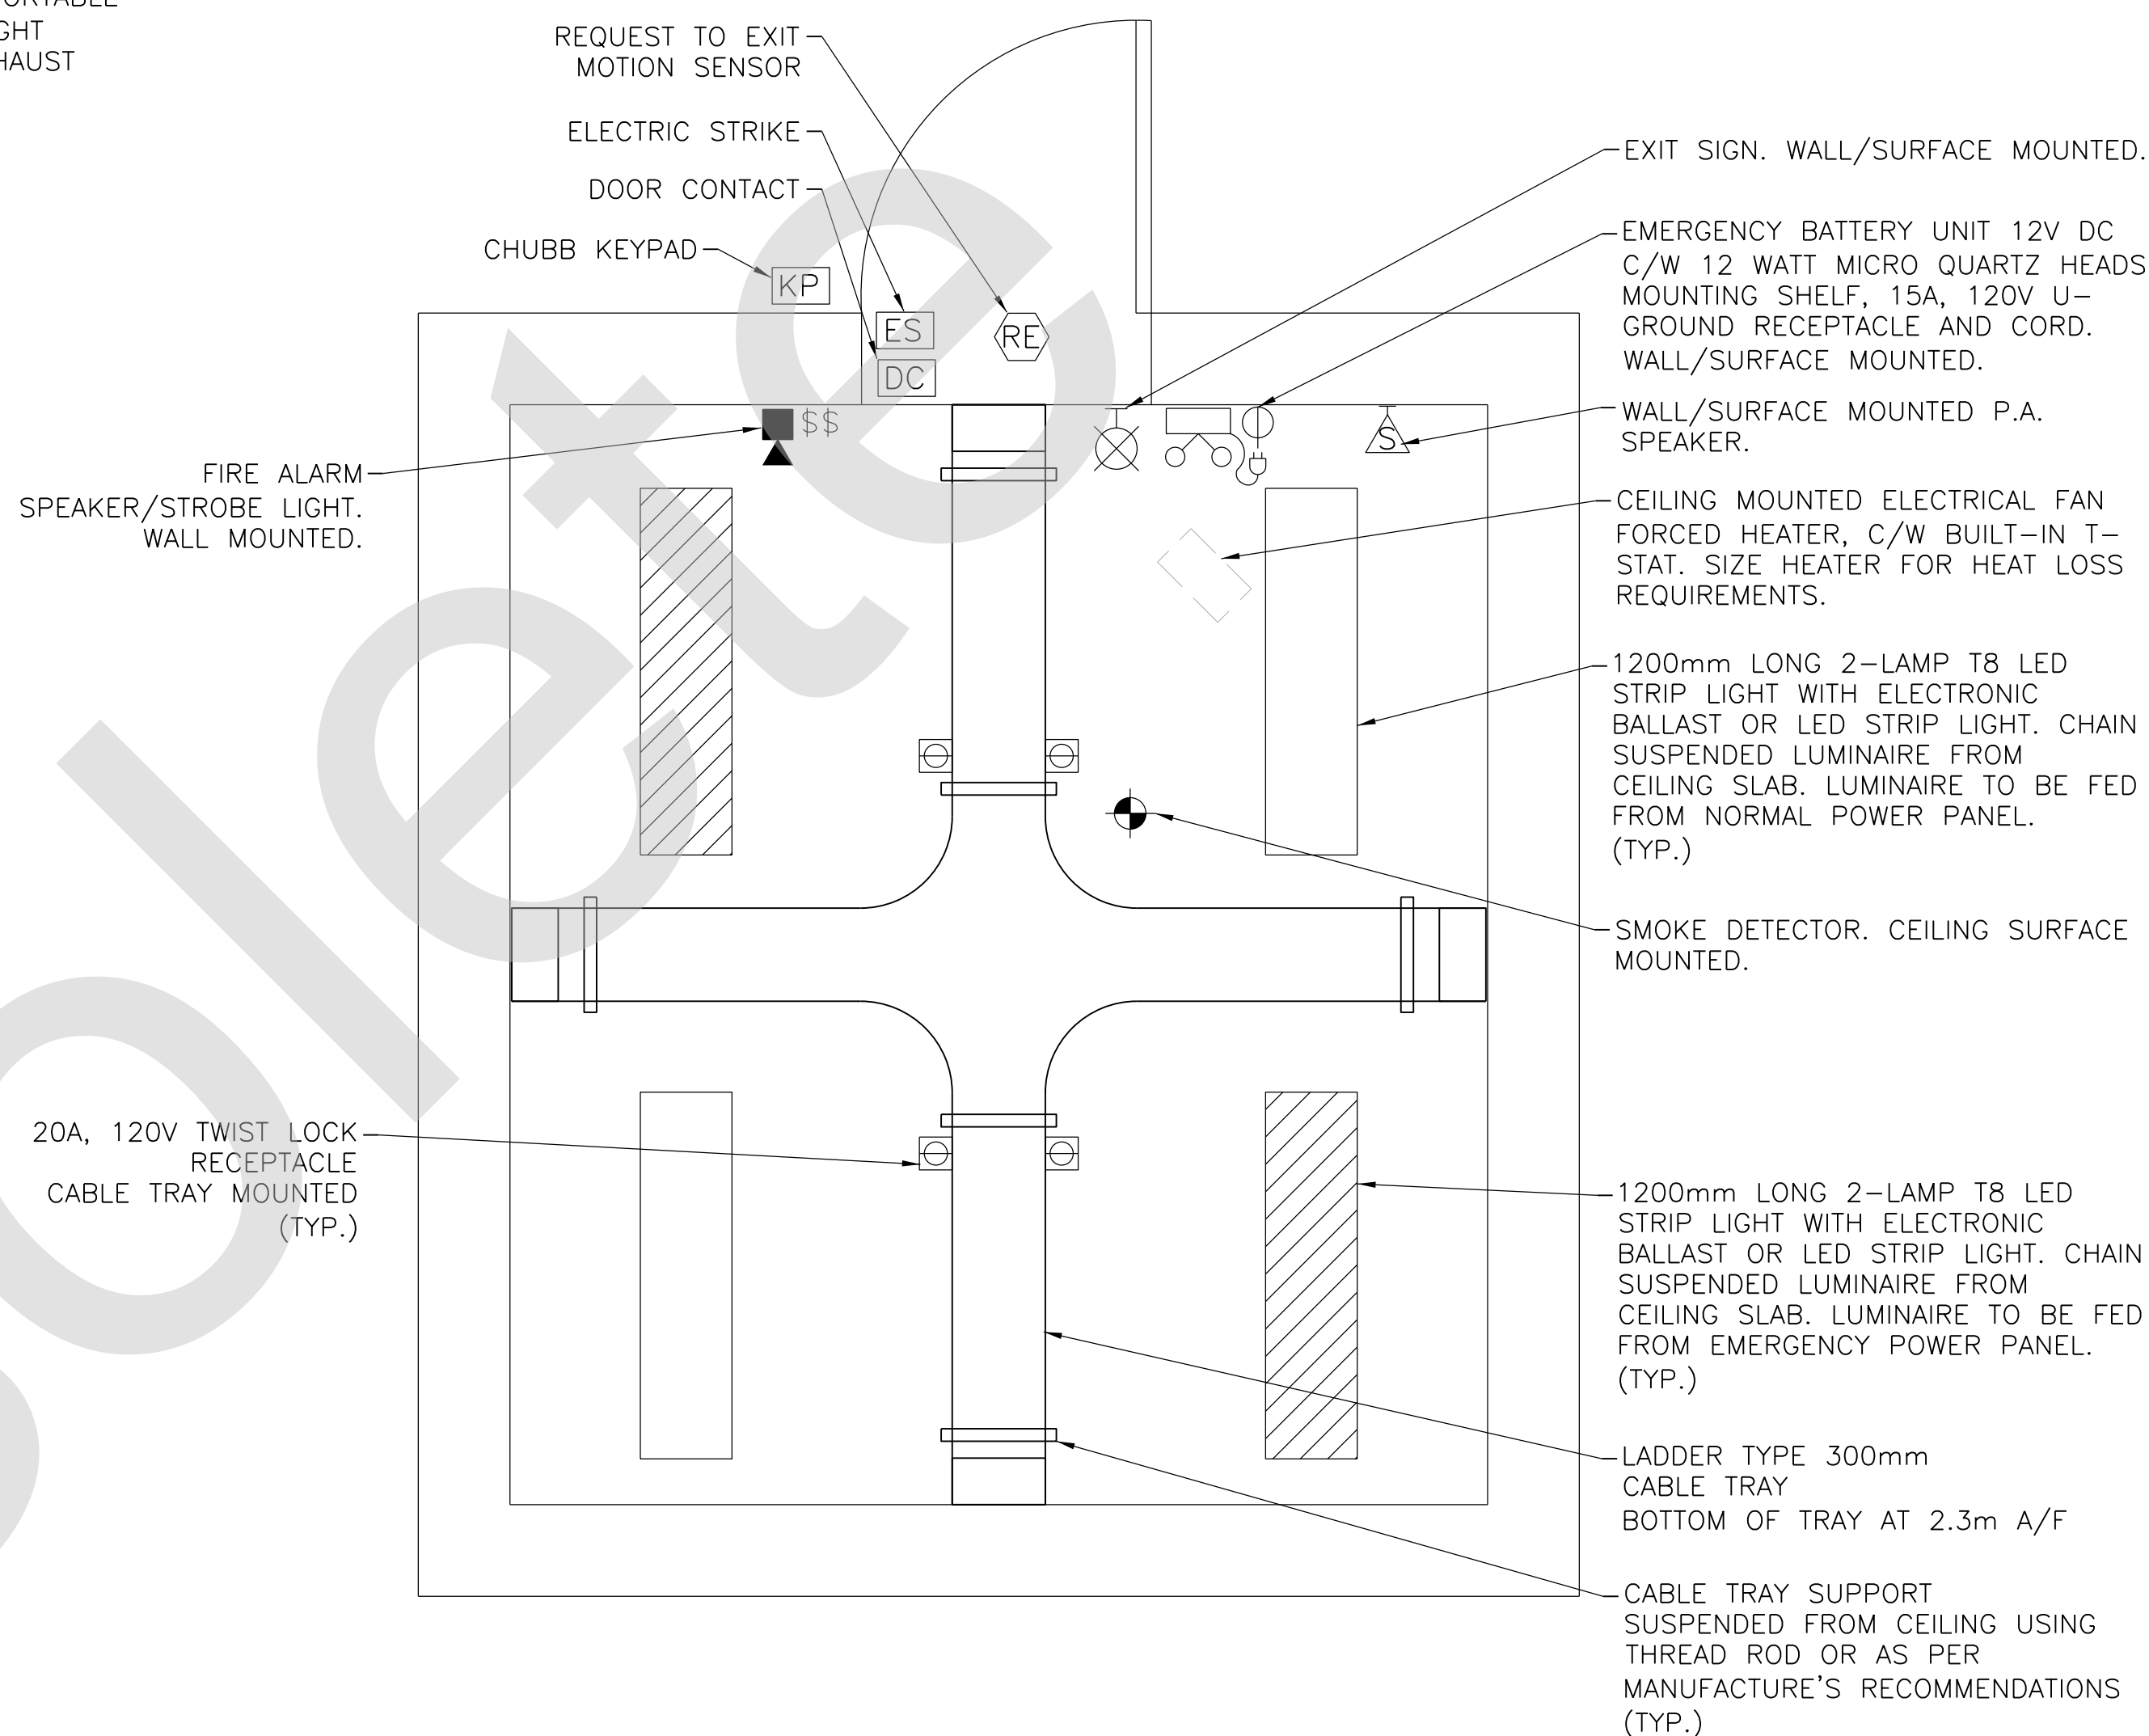 GHT
HAUST
REQUEST TO EXIT
MOTION SENSOR
ELECTRIC STRIKE
DOOR CONTACT
CHUBB KEYPAD
KP
ES
DC
RE
$$
S
FIRE ALARM
SPEAKER/STROBE LIGHT.
WALL MOUNTED.
20A, 120V TWIST LOCK
RECEPTACLE
CABLE TRAY MOUNTED
(TYP.)
EXIT SIGN. WALL/SURFACE MOUNTED.
EMERGENCY BATTERY UNIT 12V DC
C/W 12 WATT MICRO QUARTZ HEADS
MOUNTING SHELF, 15A, 120V U-
GROUND RECEPTACLE AND CORD.
WALL/SURFACE MOUNTED.
WALL/SURFACE MOUNTED P.A.
SPEAKER.
CEILING MOUNTED ELECTRICAL FAN
FORCED HEATER, C/W BUILT-IN T-
STAT. SIZE HEATER FOR HEAT LOSS
REQUIREMENTS.
1200mm LONG 2-LAMP T8 LED
STRIP LIGHT WITH ELECTRONIC
BALLAST OR LED STRIP LIGHT. CHAIN
SUSPENDED LUMINAIRE FROM
CEILING SLAB. LUMINAIRE TO BE FED
FROM NORMAL POWER PANEL.
(TYP.)
SMOKE DETECTOR. CEILING SURFACE
MOUNTED.
1200mm LONG 2-LAMP T8 LED
STRIP LIGHT WITH ELECTRONIC
BALLAST OR LED STRIP LIGHT. CHAIN
SUSPENDED LUMINAIRE FROM
CEILING SLAB. LUMINAIRE TO BE FED
FROM EMERGENCY POWER PANEL.
(TYP.)
LADDER TYPE 300mm
CABLE TRAY
BOTTOM OF TRAY AT 2.3m A/F
CABLE TRAY SUPPORT
SUSPENDED FROM CEILING USING
THREAD ROD OR AS PER
MANUFACTURE'S RECOMMENDATIONS
(TYP.)
olete